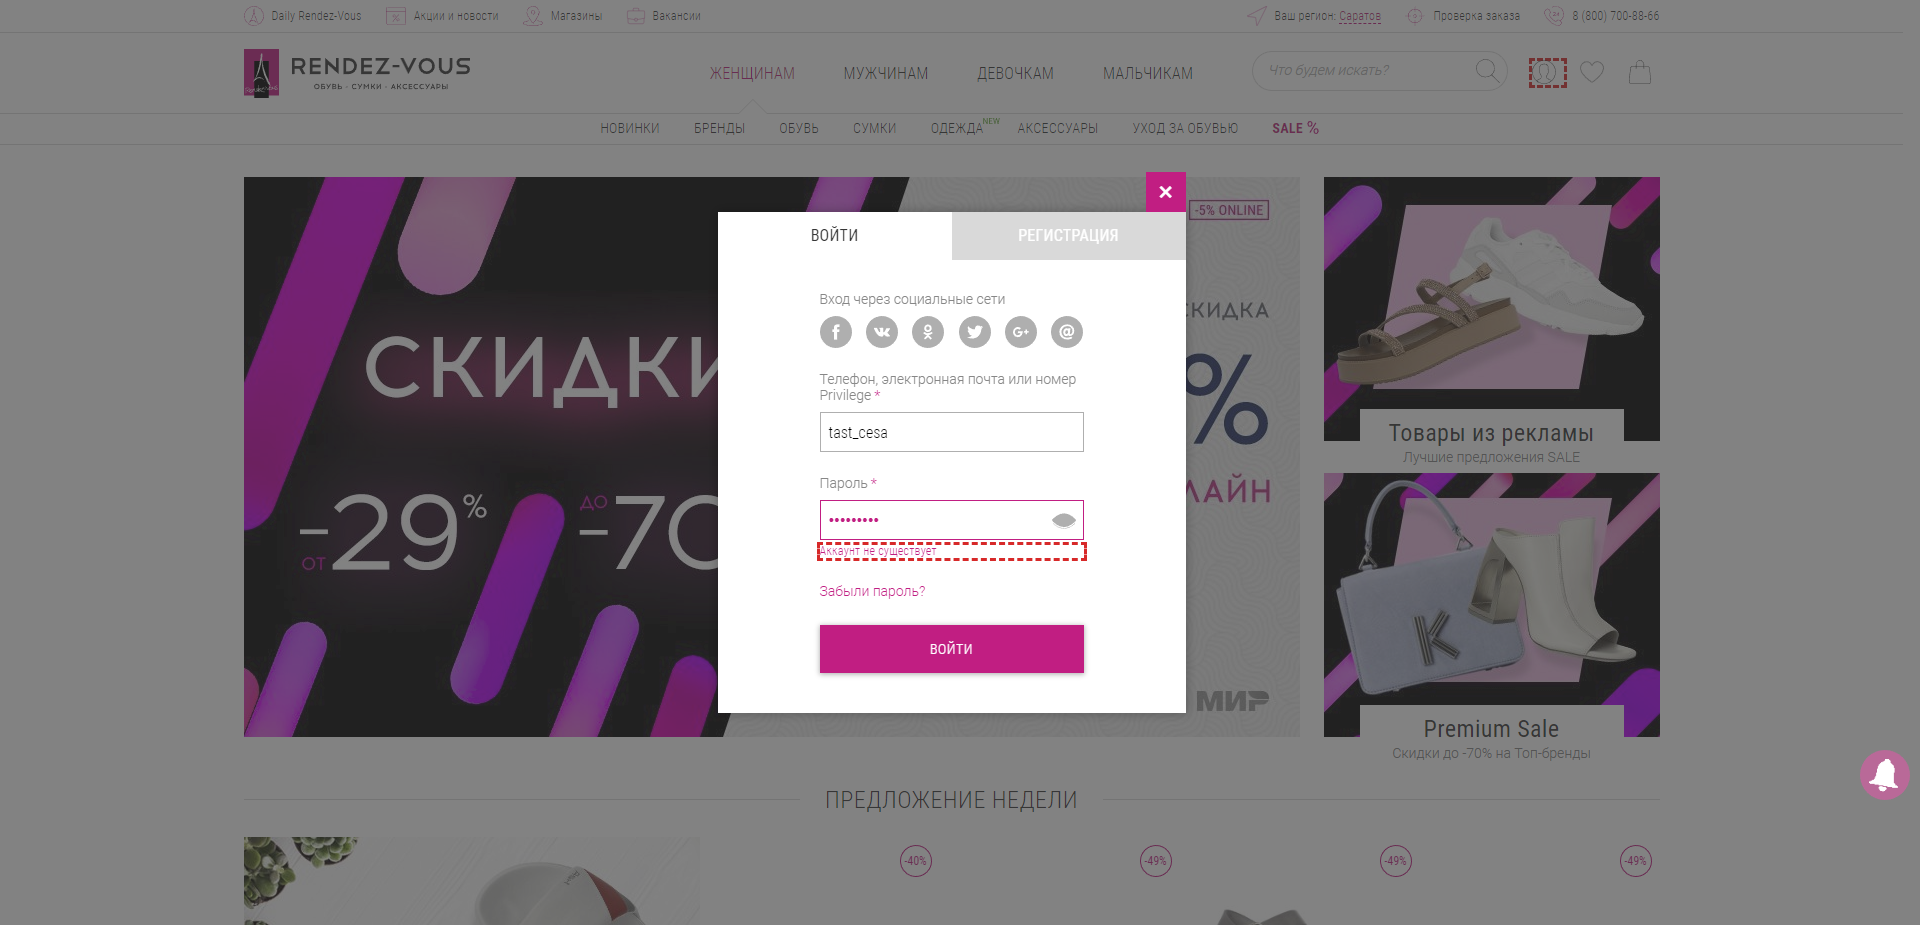 Daily Rendez-Vous
Акции и новости
Магазины
Вакансии
Ваш регион: Саратов
Проверка заказа
8 (800) 700-88-66
RENDEZ-VOUS
ОБУВЬ · СУМКИ · АКСЕССУАРЫ
ЖЕНЩИНАМ
МУЖЧИНАМ
ДЕВОЧКАМ
МАЛЬЧИКАМ
Что будем искать?
НОВИНКИ
БРЕНДЫ
ОБУВЬ
СУМКИ
ОДЕЖДА NEW
АКСЕССУАРЫ
УХОД ЗА ОБУВЬЮ
SALE %
-5% ONLINE
СКИДКИ
ОТ -29%
ДО -70
СКИДКА
%
ЛАЙН
МИР
ВОЙТИ
РЕГИСТРАЦИЯ
Вход через социальные сети
Телефон, электронная почта или номер
Privilege *
tast_cesa
Пароль *
•••••••••
Аккаунт не существует
Забыли пароль?
ВОЙТИ
Товары из рекламы
Лучшие предложения SALE
K
Premium Sale
Скидки до -70% на Топ-бренды
ПРЕДЛОЖЕНИЕ НЕДЕЛИ
-40%
-49%
-49%
-49%